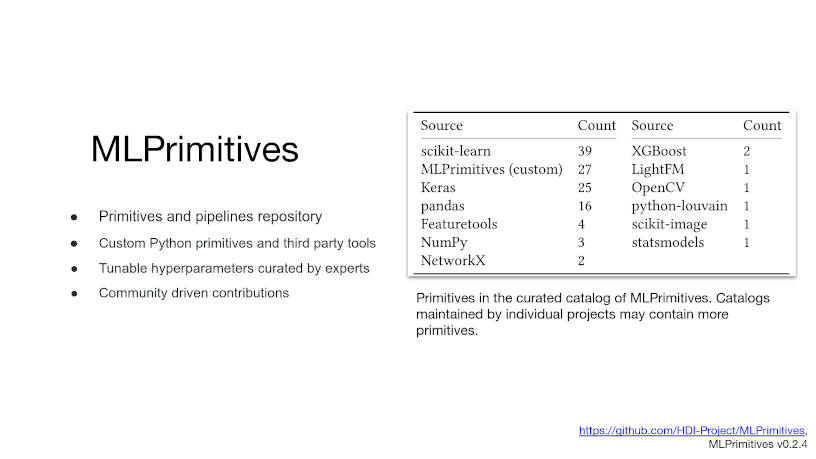 MLPrimitives
● Primitives and pipelines repository
● Custom Python primitives and third party tools
● Tunable hyperparameters curated by experts
● Community driven contributions
Source Count Source Count
scikit-learn 39 XGBoost 2
MLPrimitives (custom) 27 LightFM 1
Keras 25 OpenCV 1
pandas 16 python-louvain 1
Featuretools 4 scikit-image 1
NumPy 3 statsmodels 1
NetworkX 2
Primitives in the curated catalog of MLPrimitives. Catalogs
maintained by individual projects may contain more
primitives.
https://github.com/HDI-Project/MLPrimitives,
MLPrimitives v0.2.4